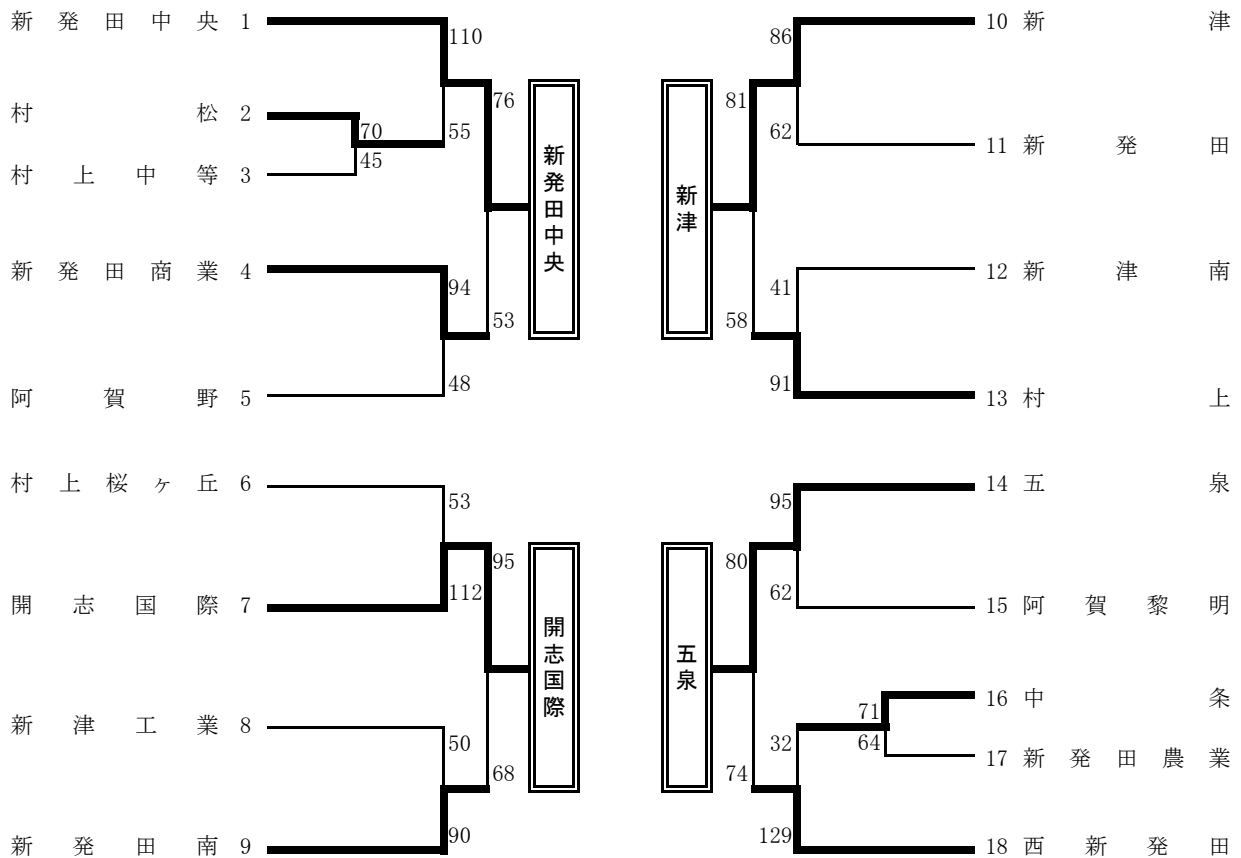 新発田中央 1
110
76
村松 2
70
55
45
村上中等 3
新発田中央
新発田商業 4
94
53
48
阿賀野 5
村上桜ヶ丘 6
53
95
112
開志国際 7
開志国際
新津工業 8
50
68
90
新発田南 9
86
10 新津
81
62
11 新発田
新津
12 新津南
41
58
91
13 村上
14 五泉
95
80
62
15 阿賀黎明
五泉
71
16 中条
32
64
17 新発田農業
74
129
18 西新発田